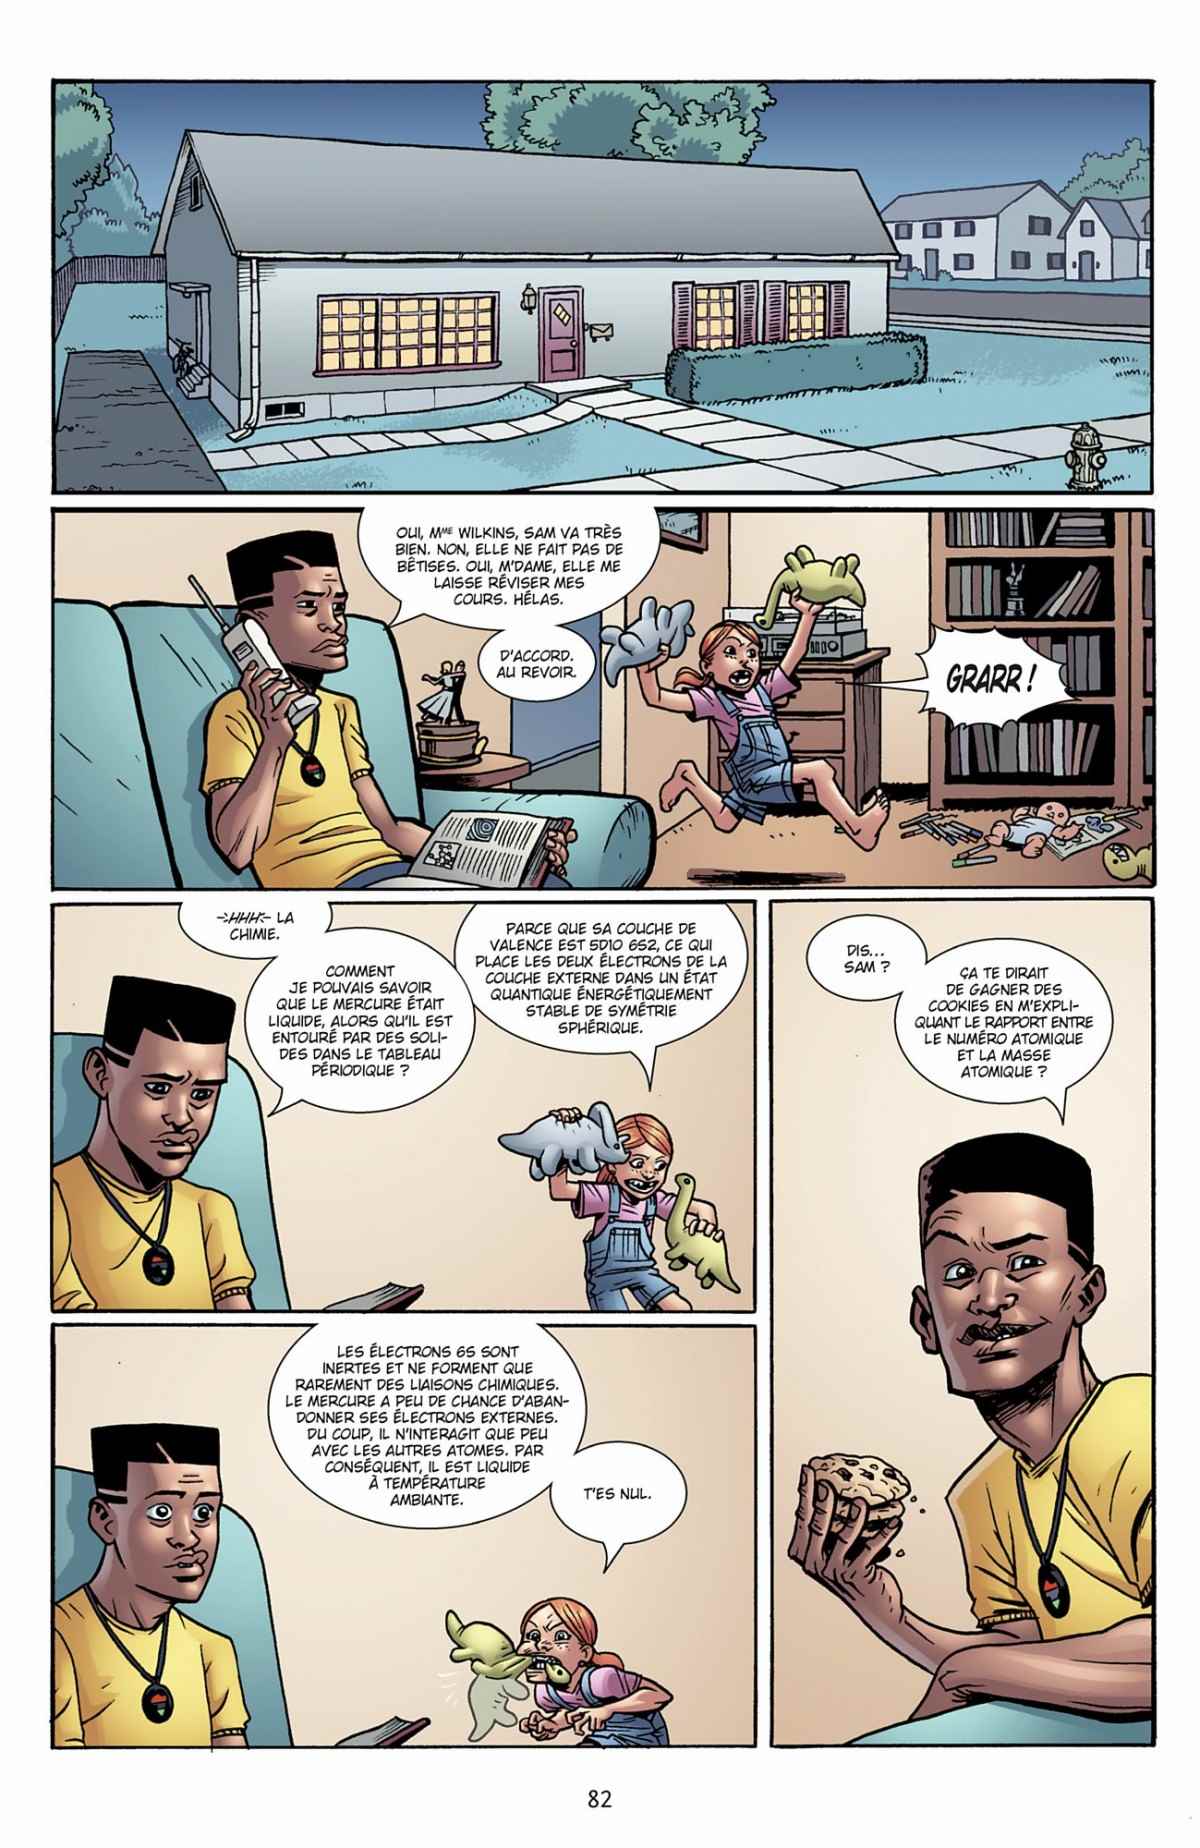 OUI, MME WILKINS, SAM VA TRÈS
BIEN. NON, ELLE NE FAIT PAS DE
BÊTISES. OUI, M'DAME, ELLE ME
LAISSE RÉVISER MES
COURS. HÉLAS.
D'ACCORD.
AU REVOIR.
GRARR !
-HHH- LA
CHIMIE.
COMMENT
JE POUVAIS SAVOIR
QUE LE MERCURE ÉTAIT
LIQUIDE, ALORS QU'IL EST
ENTOURÉ PAR DES SOLI-
DES DANS LE TABLEAU
PÉRIODIQUE ?
PARCE QUE SA COUCHE DE
VALENCE EST 5D10 6S2, CE QUI
PLACE LES DEUX ÉLECTRONS DE LA
COUCHE EXTERNE DANS UN ÉTAT
QUANTIQUE ÉNERGÉTIQUEMENT
STABLE DE SYMÉTRIE
SPHÉRIQUE.
LES ÉLECTRONS 6S SONT
INERTES ET NE FORMENT QUE
RAREMENT DES LIAISONS CHIMIQUES.
LE MERCURE A PEU DE CHANCE D'ABAN-
DONNER SES ÉLECTRONS EXTERNES.
DU COUP, IL N'INTERAGIT QUE PEU
AVEC LES AUTRES ATOMES. PAR
CONSÉQUENT, IL EST LIQUIDE
À TEMPÉRATURE
AMBIANTE.
T'ES NUL.
DIS...
SAM ?
ÇA TE DIRAIT
DE GAGNER DES
COOKIES EN M'EXPLI-
QUANT LE RAPPORT ENTRE
LE NUMÉRO ATOMIQUE
ET LA MASSE
ATOMIQUE ?
82